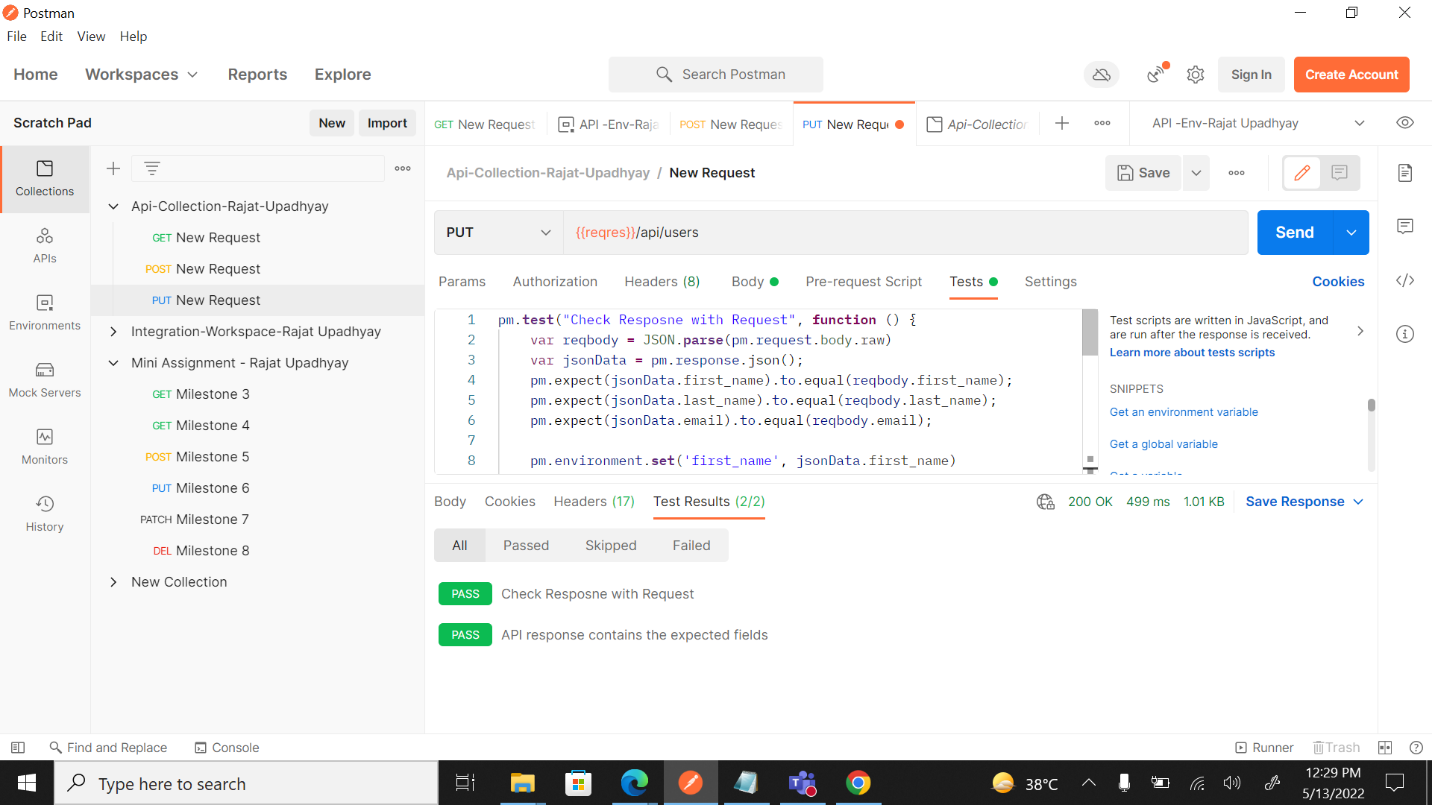 Postman
File Edit View Help
Home Workspaces Reports Explore Search Postman Sign In Create Account
Scratch Pad New Import
GET New Request API -Env-Raja POST New Reques PUT New Requ Api-Collection API -Env-Rajat Upadhyay
Collections
APIs
Environments
Mock Servers
Monitors
History
Api-Collection-Rajat-Upadhyay
GET New Request
POST New Request
PUT New Request
Integration-Workspace-Rajat Upadhyay
Mini Assignment - Rajat Upadhyay
GET Milestone 3
GET Milestone 4
POST Milestone 5
PUT Milestone 6
PATCH Milestone 7
DEL Milestone 8
New Collection
Api-Collection-Rajat-Upadhyay / New Request Save
PUT {{reqres}}/api/users Send
Params Authorization Headers (8) Body Pre-request Script Tests Settings Cookies
1 pm.test("Check Resposne with Request", function () {
2 var reqbody = JSON.parse(pm.request.body.raw)
3 var jsonData = pm.response.json();
4 pm.expect(jsonData.first_name).to.equal(reqbody.first_name);
5 pm.expect(jsonData.last_name).to.equal(reqbody.last_name);
6 pm.expect(jsonData.email).to.equal(reqbody.email);
7
8 pm.environment.set('first_name', jsonData.first_name)
Test scripts are written in JavaScript, and
are run after the response is received.
Learn more about tests scripts
SNIPPETS
Get an environment variable
Get a global variable
Body Cookies Headers (17) Test Results (2/2) 200 OK 499 ms 1.01 KB Save Response
All Passed Skipped Failed
PASS Check Resposne with Request
PASS API response contains the expected fields
Find and Replace Console Runner Trash
Type here to search 38°C 12:29 PM
5/13/2022